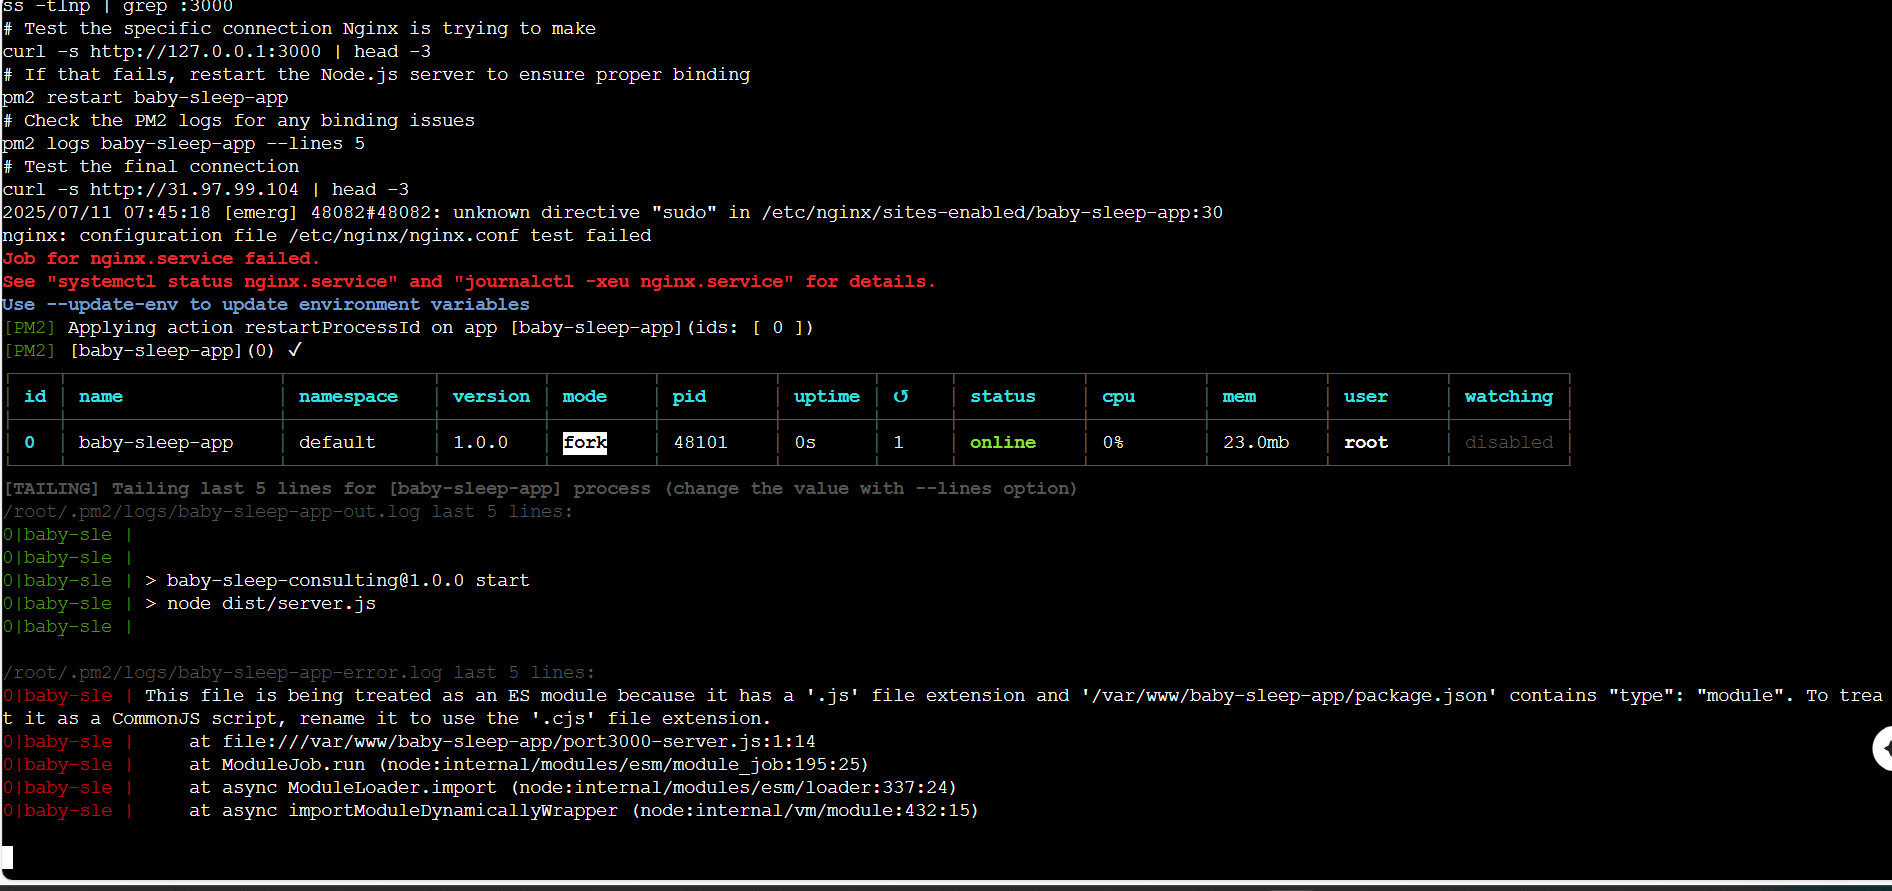 ss -tlnp | grep :3000
# Test the specific connection Nginx is trying to make
curl -s http://127.0.0.1:3000 | head -3
# If that fails, restart the Node.js server to ensure proper binding
pm2 restart baby-sleep-app
# Check the PM2 logs for any binding issues
pm2 logs baby-sleep-app --lines 5
# Test the final connection
curl -s http://31.97.99.104 | head -3
2025/07/11 07:45:18 [emerg] 48082#48082: unknown directive "sudo" in /etc/nginx/sites-enabled/baby-sleep-app:30
nginx: configuration file /etc/nginx/nginx.conf test failed
Job for nginx.service failed.
See "systemctl status nginx.service" and "journalctl -xeu nginx.service" for details.
Use --update-env to update environment variables
[PM2] Applying action restartProcessId on app [baby-sleep-app](ids: [ 0 ])
[PM2] [baby-sleep-app](0) ✓
id | name | namespace | version | mode | pid | uptime | ↺ | status | cpu | mem | user | watching
0 | baby-sleep-app | default | 1.0.0 | fork | 48101 | 0s | 1 | online | 0% | 23.0mb | root | disabled
[TAILING] Tailing last 5 lines for [baby-sleep-app] process (change the value with --lines option)
/root/.pm2/logs/baby-sleep-app-out.log last 5 lines:
0|baby-sle |
0|baby-sle |
0|baby-sle | > baby-sleep-consulting@1.0.0 start
0|baby-sle | > node dist/server.js
0|baby-sle |
/root/.pm2/logs/baby-sleep-app-error.log last 5 lines:
0|baby-sle | This file is being treated as an ES module because it has a '.js' file extension and '/var/www/baby-sleep-app/package.json' contains "type": "module". To trea
t it as a CommonJS script, rename it to use the '.cjs' file extension.
0|baby-sle |     at file:///var/www/baby-sleep-app/port3000-server.js:1:14
0|baby-sle |     at ModuleJob.run (node:internal/modules/esm/module_job:195:25)
0|baby-sle |     at async ModuleLoader.import (node:internal/modules/esm/loader:337:24)
0|baby-sle |     at async importModuleDynamicallyWrapper (node:internal/vm/module:432:15)